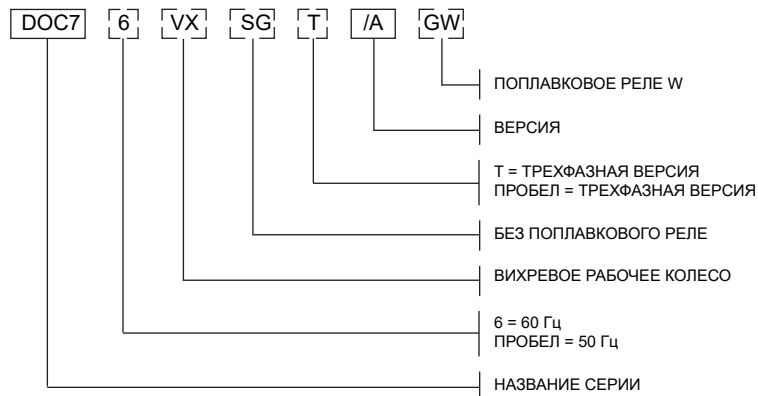 DOC7 6 VX SG T /A GW
ПОПЛАВКОВОЕ РЕЛЕ W
ВЕРСИЯ
T = ТРЕХФАЗНАЯ ВЕРСИЯ
ПРОБЕЛ = ТРЕХФАЗНАЯ ВЕРСИЯ
БЕЗ ПОПЛАВКОВОГО РЕЛЕ
ВИХРЕВОЕ РАБОЧЕЕ КОЛЕСО
6 = 60 Гц
ПРОБЕЛ = 50 Гц
НАЗВАНИЕ СЕРИИ